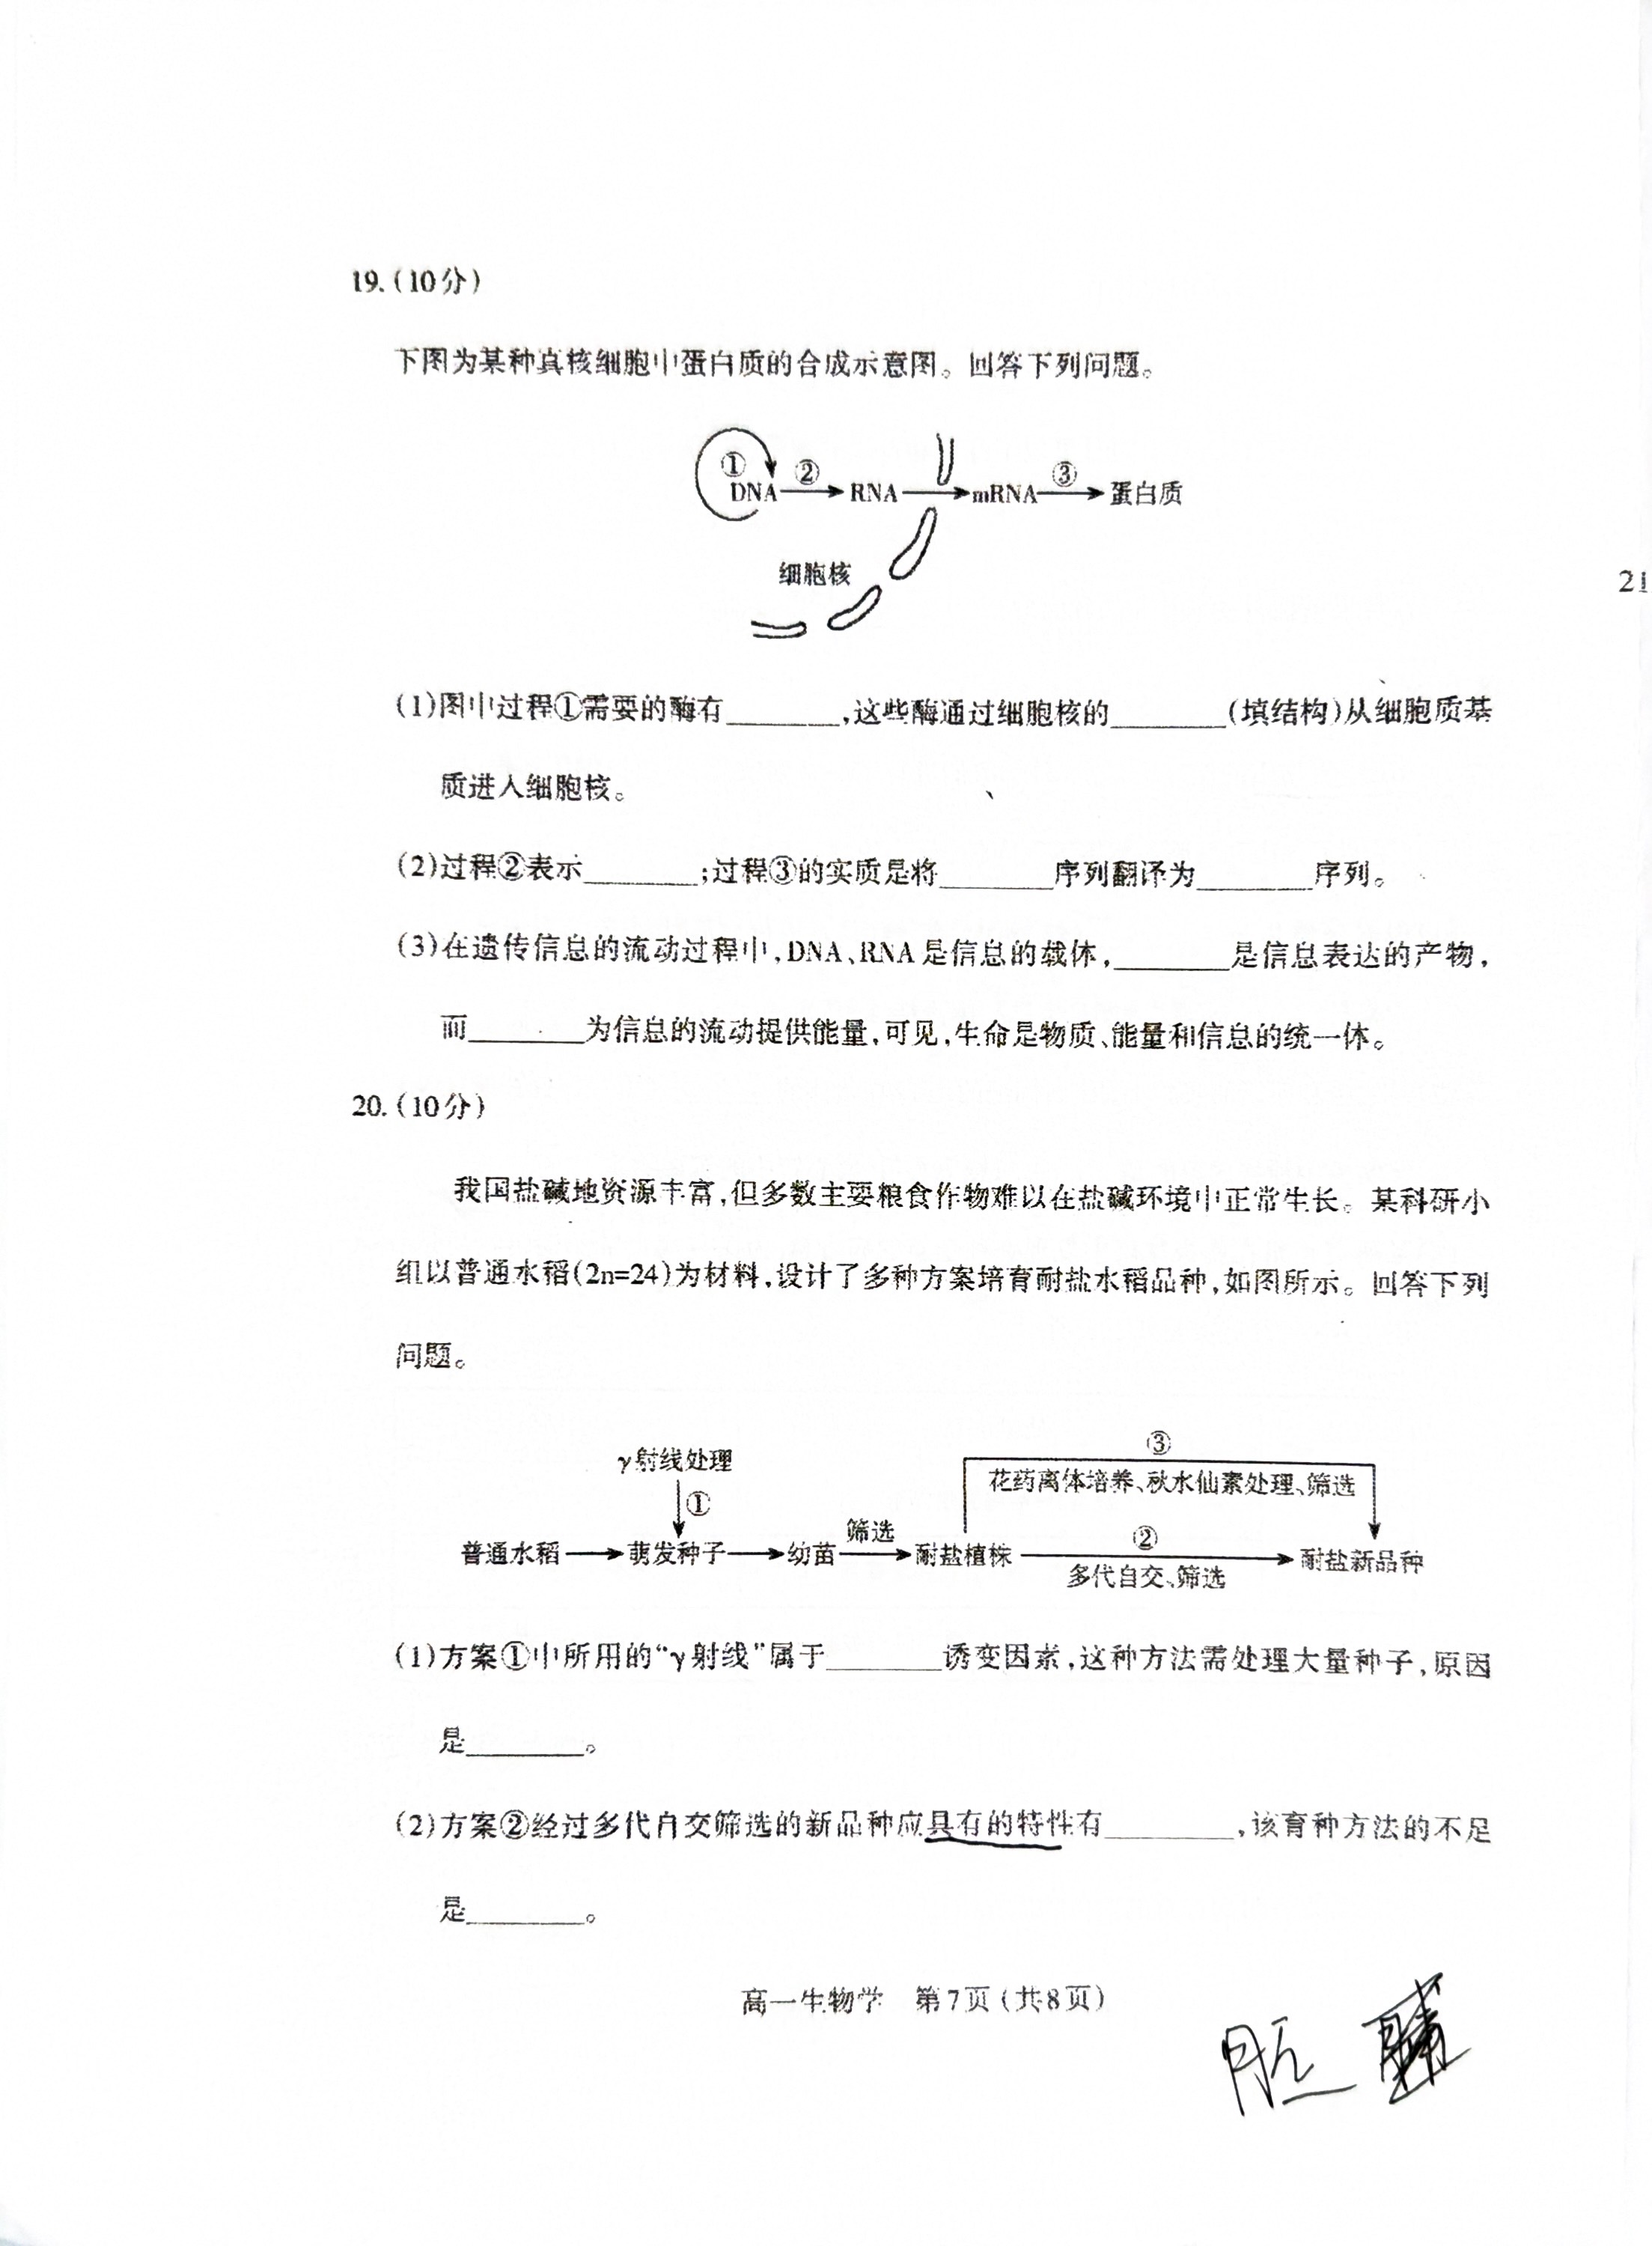 19.(10分)
下图为某种真核细胞中蛋白质的合成示意图。回答下列问题。
① DNA ② RNA mRNA ③ 蛋白质
细胞核
21
(1)图中过程①需要的酶有________,这些酶通过细胞核的________(填结构)从细胞质基
质进入细胞核。
(2)过程②表示________;过程③的实质是将________序列翻译为________序列。
(3)在遗传信息的流动过程中,DNA、RNA是信息的载体,________是信息表达的产物,
而________为信息的流动提供能量,可见,生命是物质、能量和信息的统一体。
20.(10分)
我国盐碱地资源丰富,但多数主要粮食作物难以在盐碱环境中正常生长。某科研小
组以普通水稻(2n=24)为材料,设计了多种方案培育耐盐水稻品种,如图所示。回答下列
问题。
③
γ射线处理
花药离体培养、秋水仙素处理、筛选
①
筛选
②
普通水稻 萌发种子 幼苗 耐盐植株 耐盐新品种
多代自交、筛选
(1)方案①中所用的“γ射线”属于________诱变因素,这种方法需处理大量种子,原因
是________。
(2)方案②经过多代自交筛选的新品种应具有的特性有________,该育种方法的不足
是________。
高一生物学 第7页(共8页)